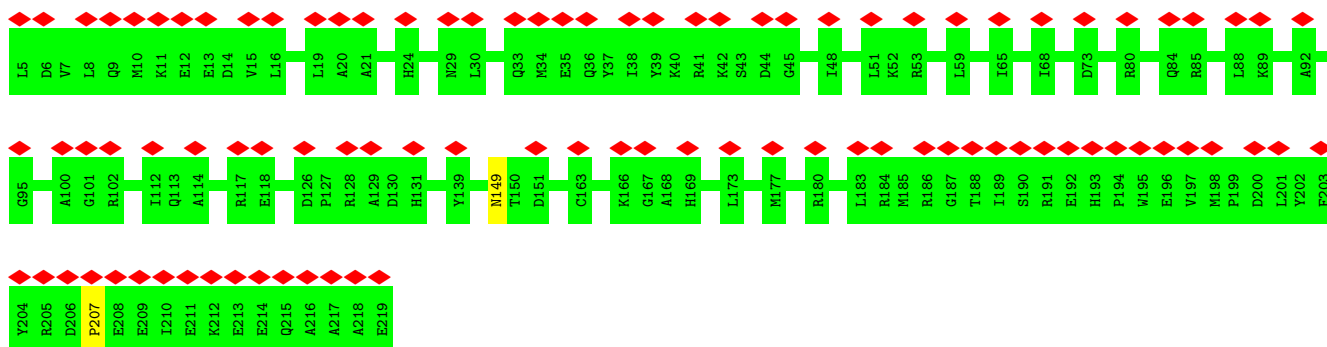 L5 D6 V7 L8 Q9 M10 K11 E12 E13 D14 V15 L16 L19 A20 A21 H24 N29 L30 Q33 M34 E35 Q36 Y37 I38 Y39 K40 R41 K42 S43 D44 G45 I48 L51 K52 R53 L59 I65 I68 D73 R80 Q84 R85 L88 K89 A92
G95 A100 G101 R102 I112 Q113 A114 R117 E118 D126 P127 R128 A129 D130 H131 Y139 N149 T150 D151 C163 K166 G167 A168 H169 L173 M177 R180 L183 R184 M185 R186 G187 T188 I189 S190 R191 E192 H193 P194 W195 E196 V197 M198 P199 D200 L201 Y202 F203
Y204 R205 D206 P207 E208 E209 I210 E211 K212 E213 E214 Q215 A216 A217 A218 E219